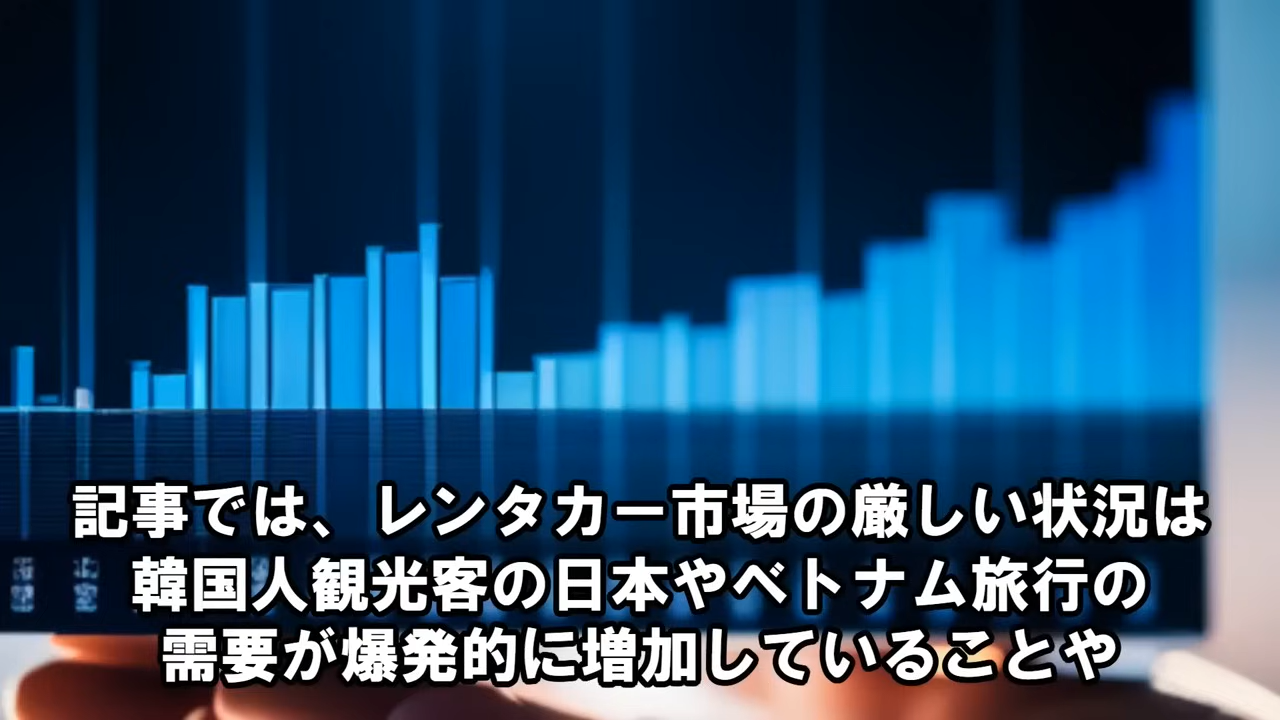 記事では、レンタカー市場の厳しい状況は
韓国人観光客の日本やベトナム旅行の
需要が爆発的に増加していることや